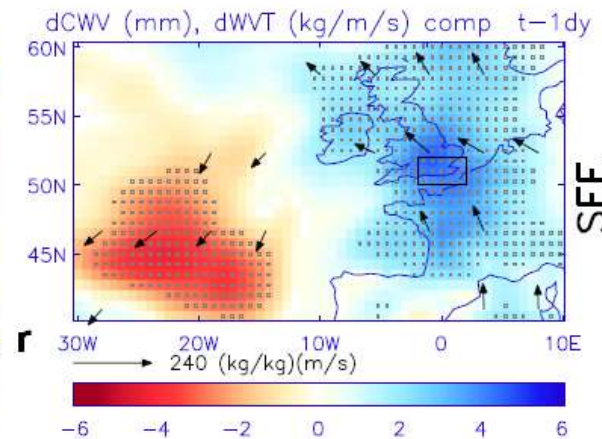 dCWV (mm), dWVT (kg/m/s) comp t-1dy
60N
55N
50N
45N
SEE
r
30W 20W 10W 0 10E
240 (kg/kg)(m/s)
-6 -4 -2 0 2 4 6